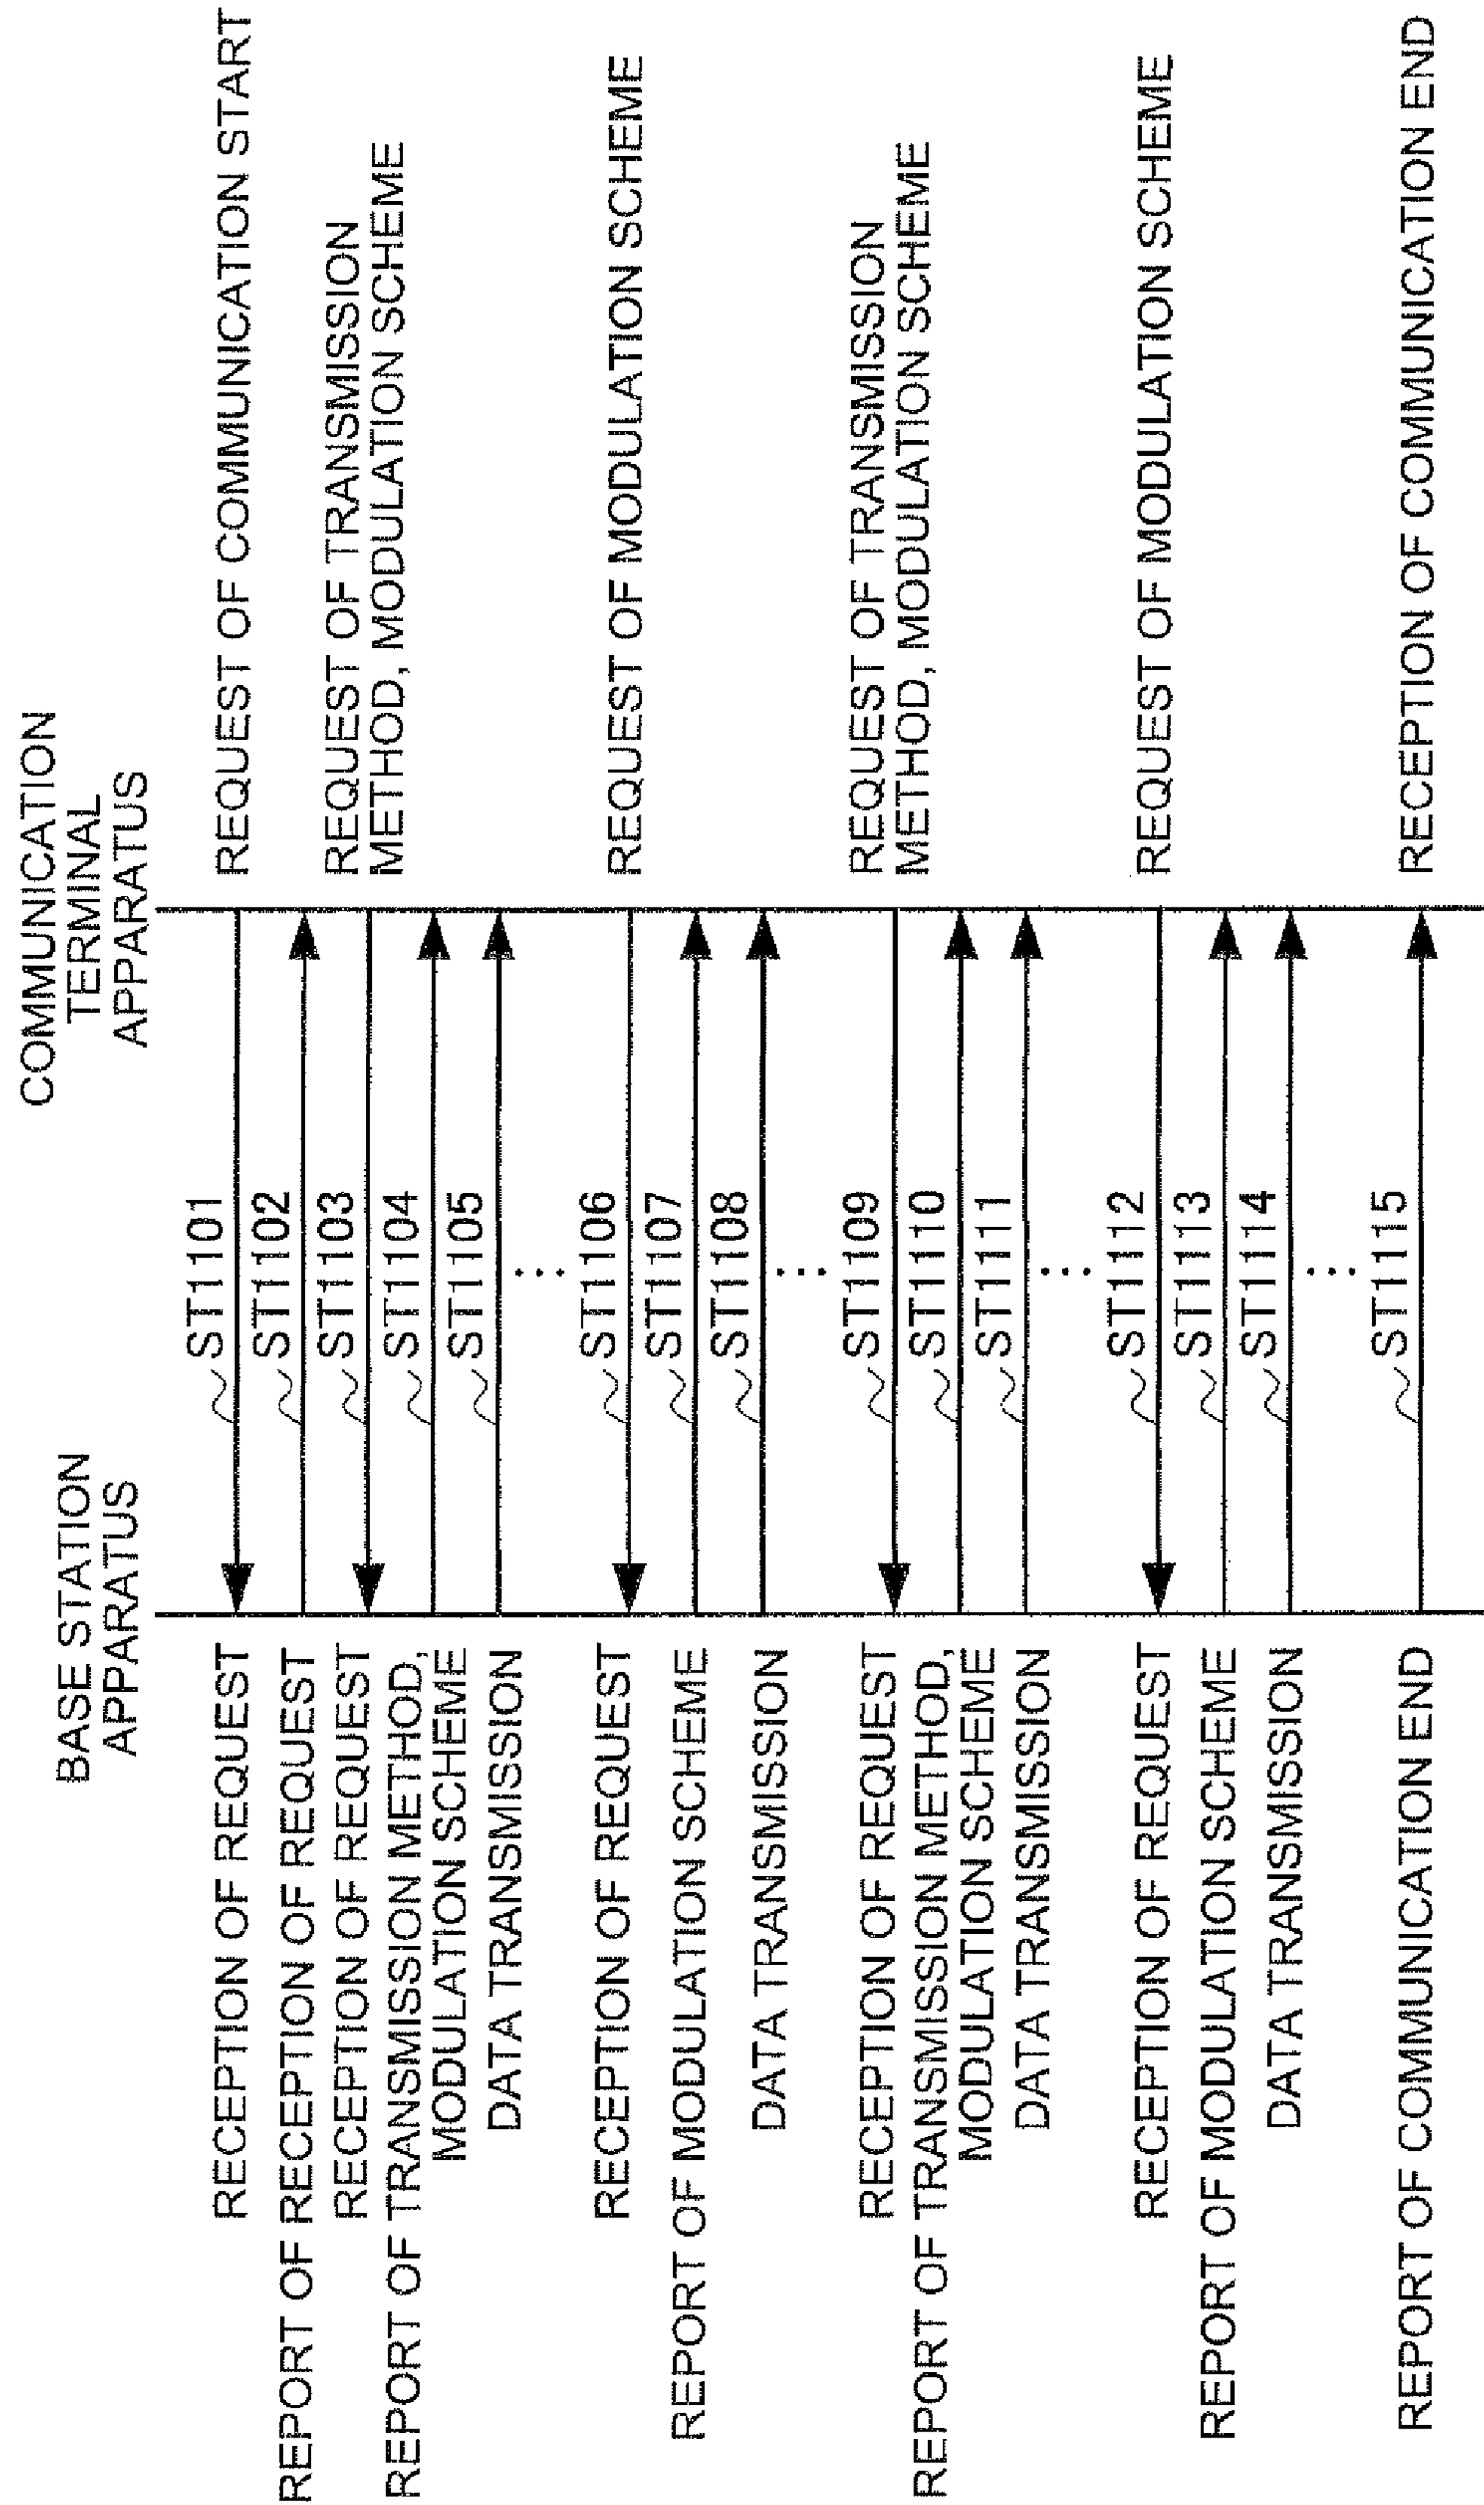 BASE STATION
APPARATUS
COMMUNICATION
TERMINAL
APPARATUS
RECEPTION OF REQUEST
ST1101
REQUEST OF COMMUNICATION START
REPORT OF RECEPTION OF REQUEST
ST1102
RECEPTION OF REQUEST
ST1103
REQUEST OF TRANSMISSION
METHOD, MODULATION SCHEME
REPORT OF TRANSMISSION METHOD,
MODULATION SCHEME
ST1104
DATA TRANSMISSION
ST1105
...
RECEPTION OF REQUEST
ST1106
REQUEST OF MODULATION SCHEME
REPORT OF MODULATION SCHEME
ST1107
DATA TRANSMISSION
ST1108
...
RECEPTION OF REQUEST
ST1109
REQUEST OF TRANSMISSION
METHOD, MODULATION SCHEME
REPORT OF TRANSMISSION METHOD,
MODULATION SCHEME
ST1110
DATA TRANSMISSION
ST1111
...
RECEPTION OF REQUEST
ST1112
REQUEST OF MODULATION SCHEME
REPORT OF MODULATION SCHEME
ST1113
DATA TRANSMISSION
ST1114
...
REPORT OF COMMUNICATION END
ST1115
RECEPTION OF COMMUNICATION END